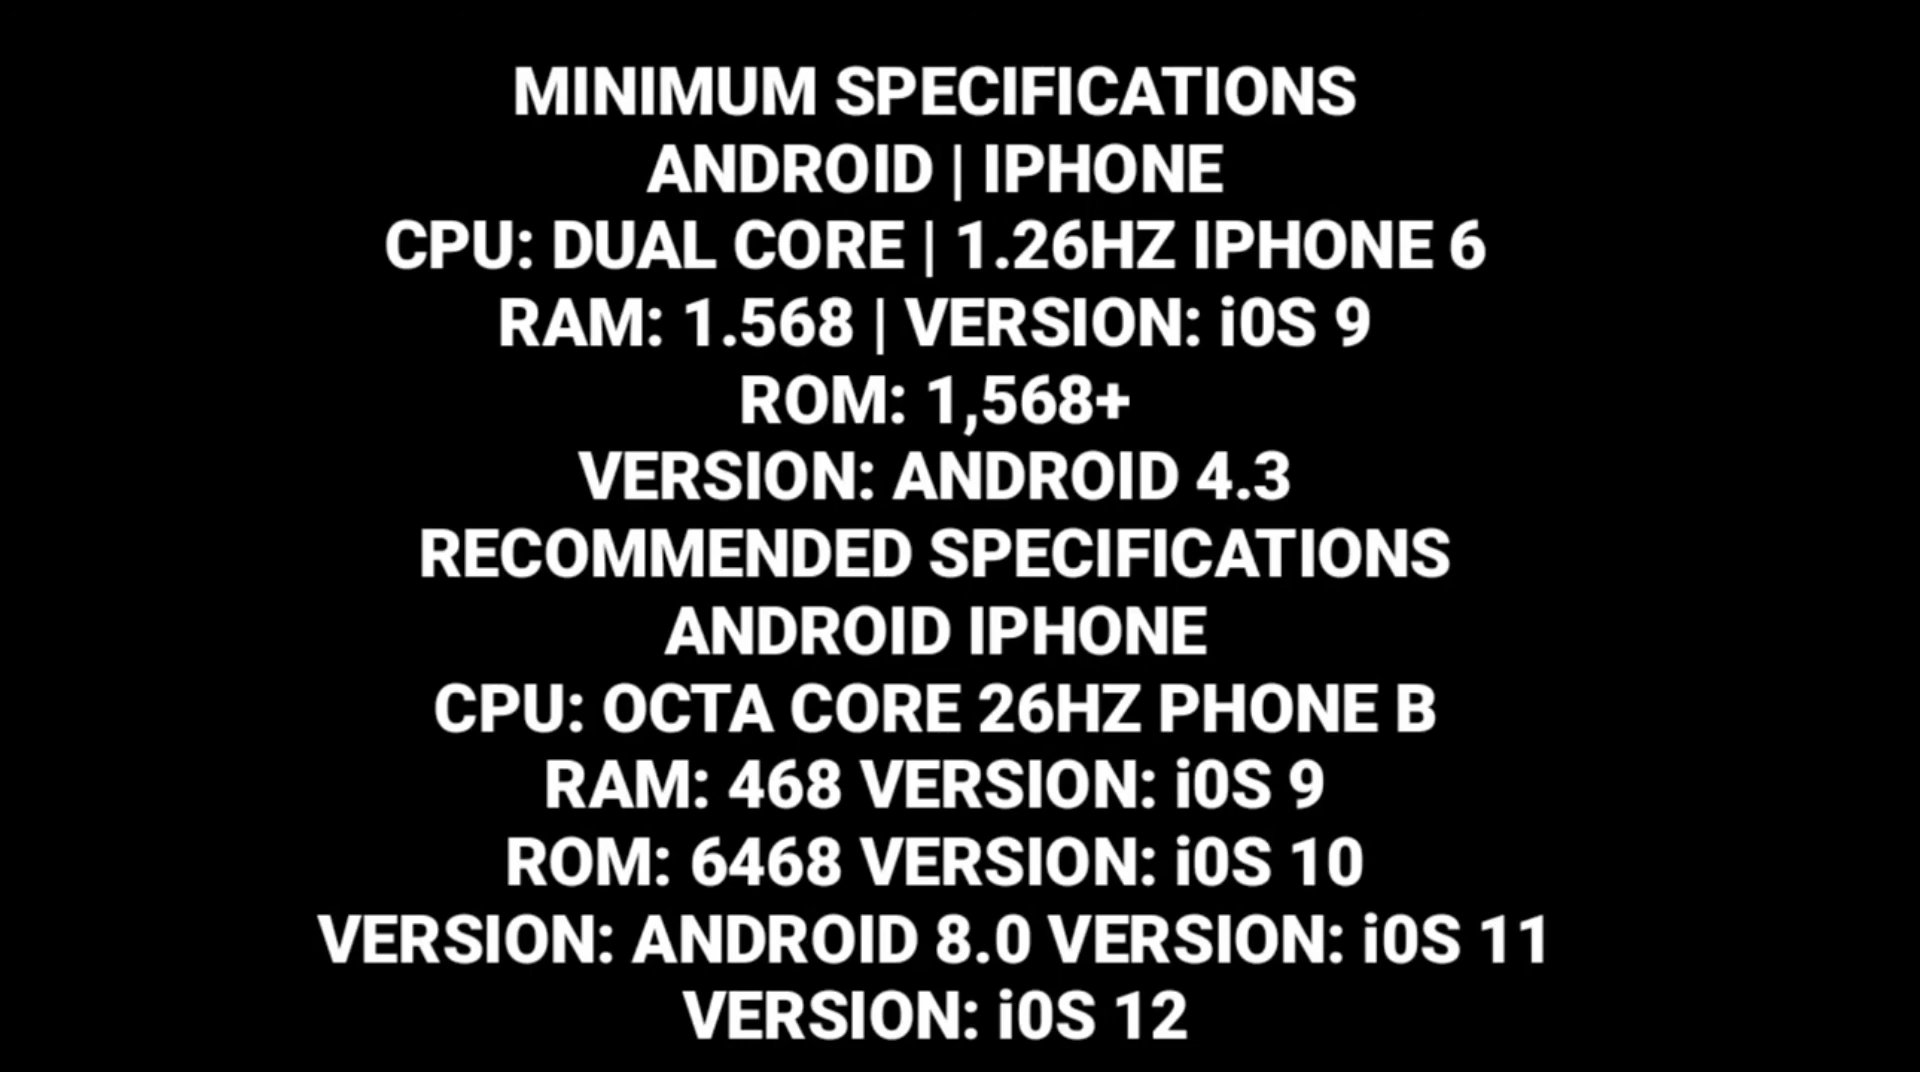 MINIMUM SPECIFICATIONS
ANDROID | IPHONE
CPU: DUAL CORE | 1.26HZ IPHONE 6
RAM: 1.568 | VERSION: i0S 9
ROM: 1,568+
VERSION: ANDROID 4.3
RECOMMENDED SPECIFICATIONS
ANDROID IPHONE
CPU: OCTA CORE 26HZ PHONE B
RAM: 468 VERSION: i0S 9
ROM: 6468 VERSION: i0S 10
VERSION: ANDROID 8.0 VERSION: i0S 11
VERSION: i0S 12